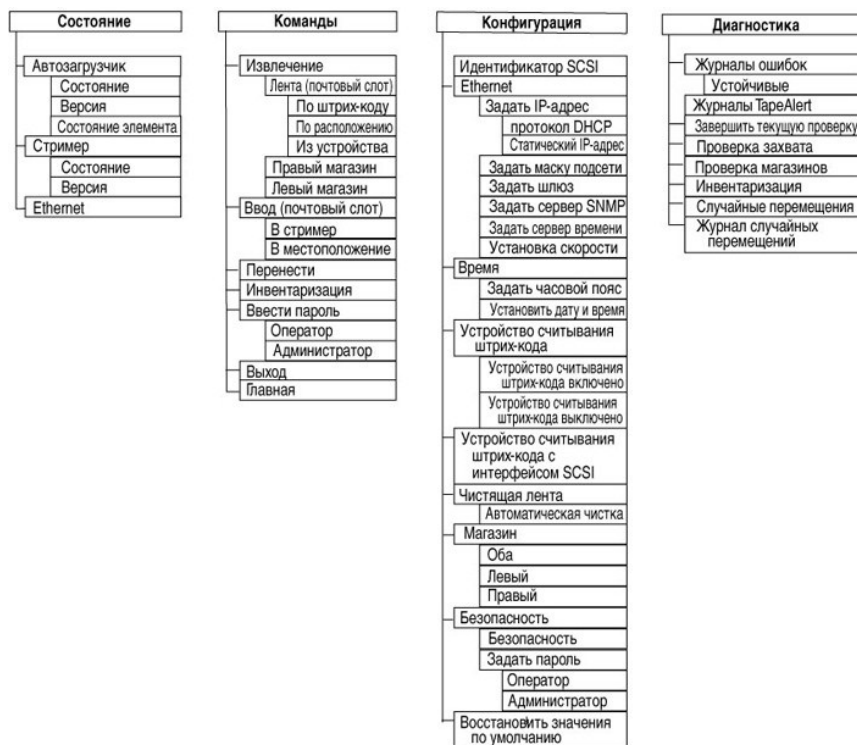 Состояние
Автозагрузчик
Состояние
Версия
Состояние элемента
Стример
Состояние
Версия
Ethernet
Команды
Извлечение
Лента (почтовый слот)
По штрих-коду
По расположению
Из устройства
Правый магазин
Левый магазин
Ввод (почтовый слот)
В стример
В местоположение
Перенести
Инвентаризация
Ввести пароль
Оператор
Администратор
Выход
Главная
Конфигурация
Идентификатор SCSI
Ethernet
Задать IP-адрес
протокол DHCP
Статический IP-адрес
Задать маску подсети
Задать шлюз
Задать сервер SNMP
Задать сервер времени
Установка скорости
Время
Задать часовой пояс
Установить дату и время
Устройство считывания
штрих-кода
Устройство считывания
штрих-кода включено
Устройство считывания
штрих-кода выключено
Устройство считывания
штрих-кода с
интерфейсом SCSI
Чистящая лента
Автоматическая чистка
Магазин
Оба
Левый
Правый
Безопасность
Безопасность
Задать пароль
Оператор
Администратор
Восстановить значения
по умолчанию
Диагностика
Журналы ошибок
Устойчивые
Журналы TapeAlert
Завершить текущую проверку
Проверка захвата
Проверка магазинов
Инвентаризация
Случайные перемещения
Журнал случайных
перемещений